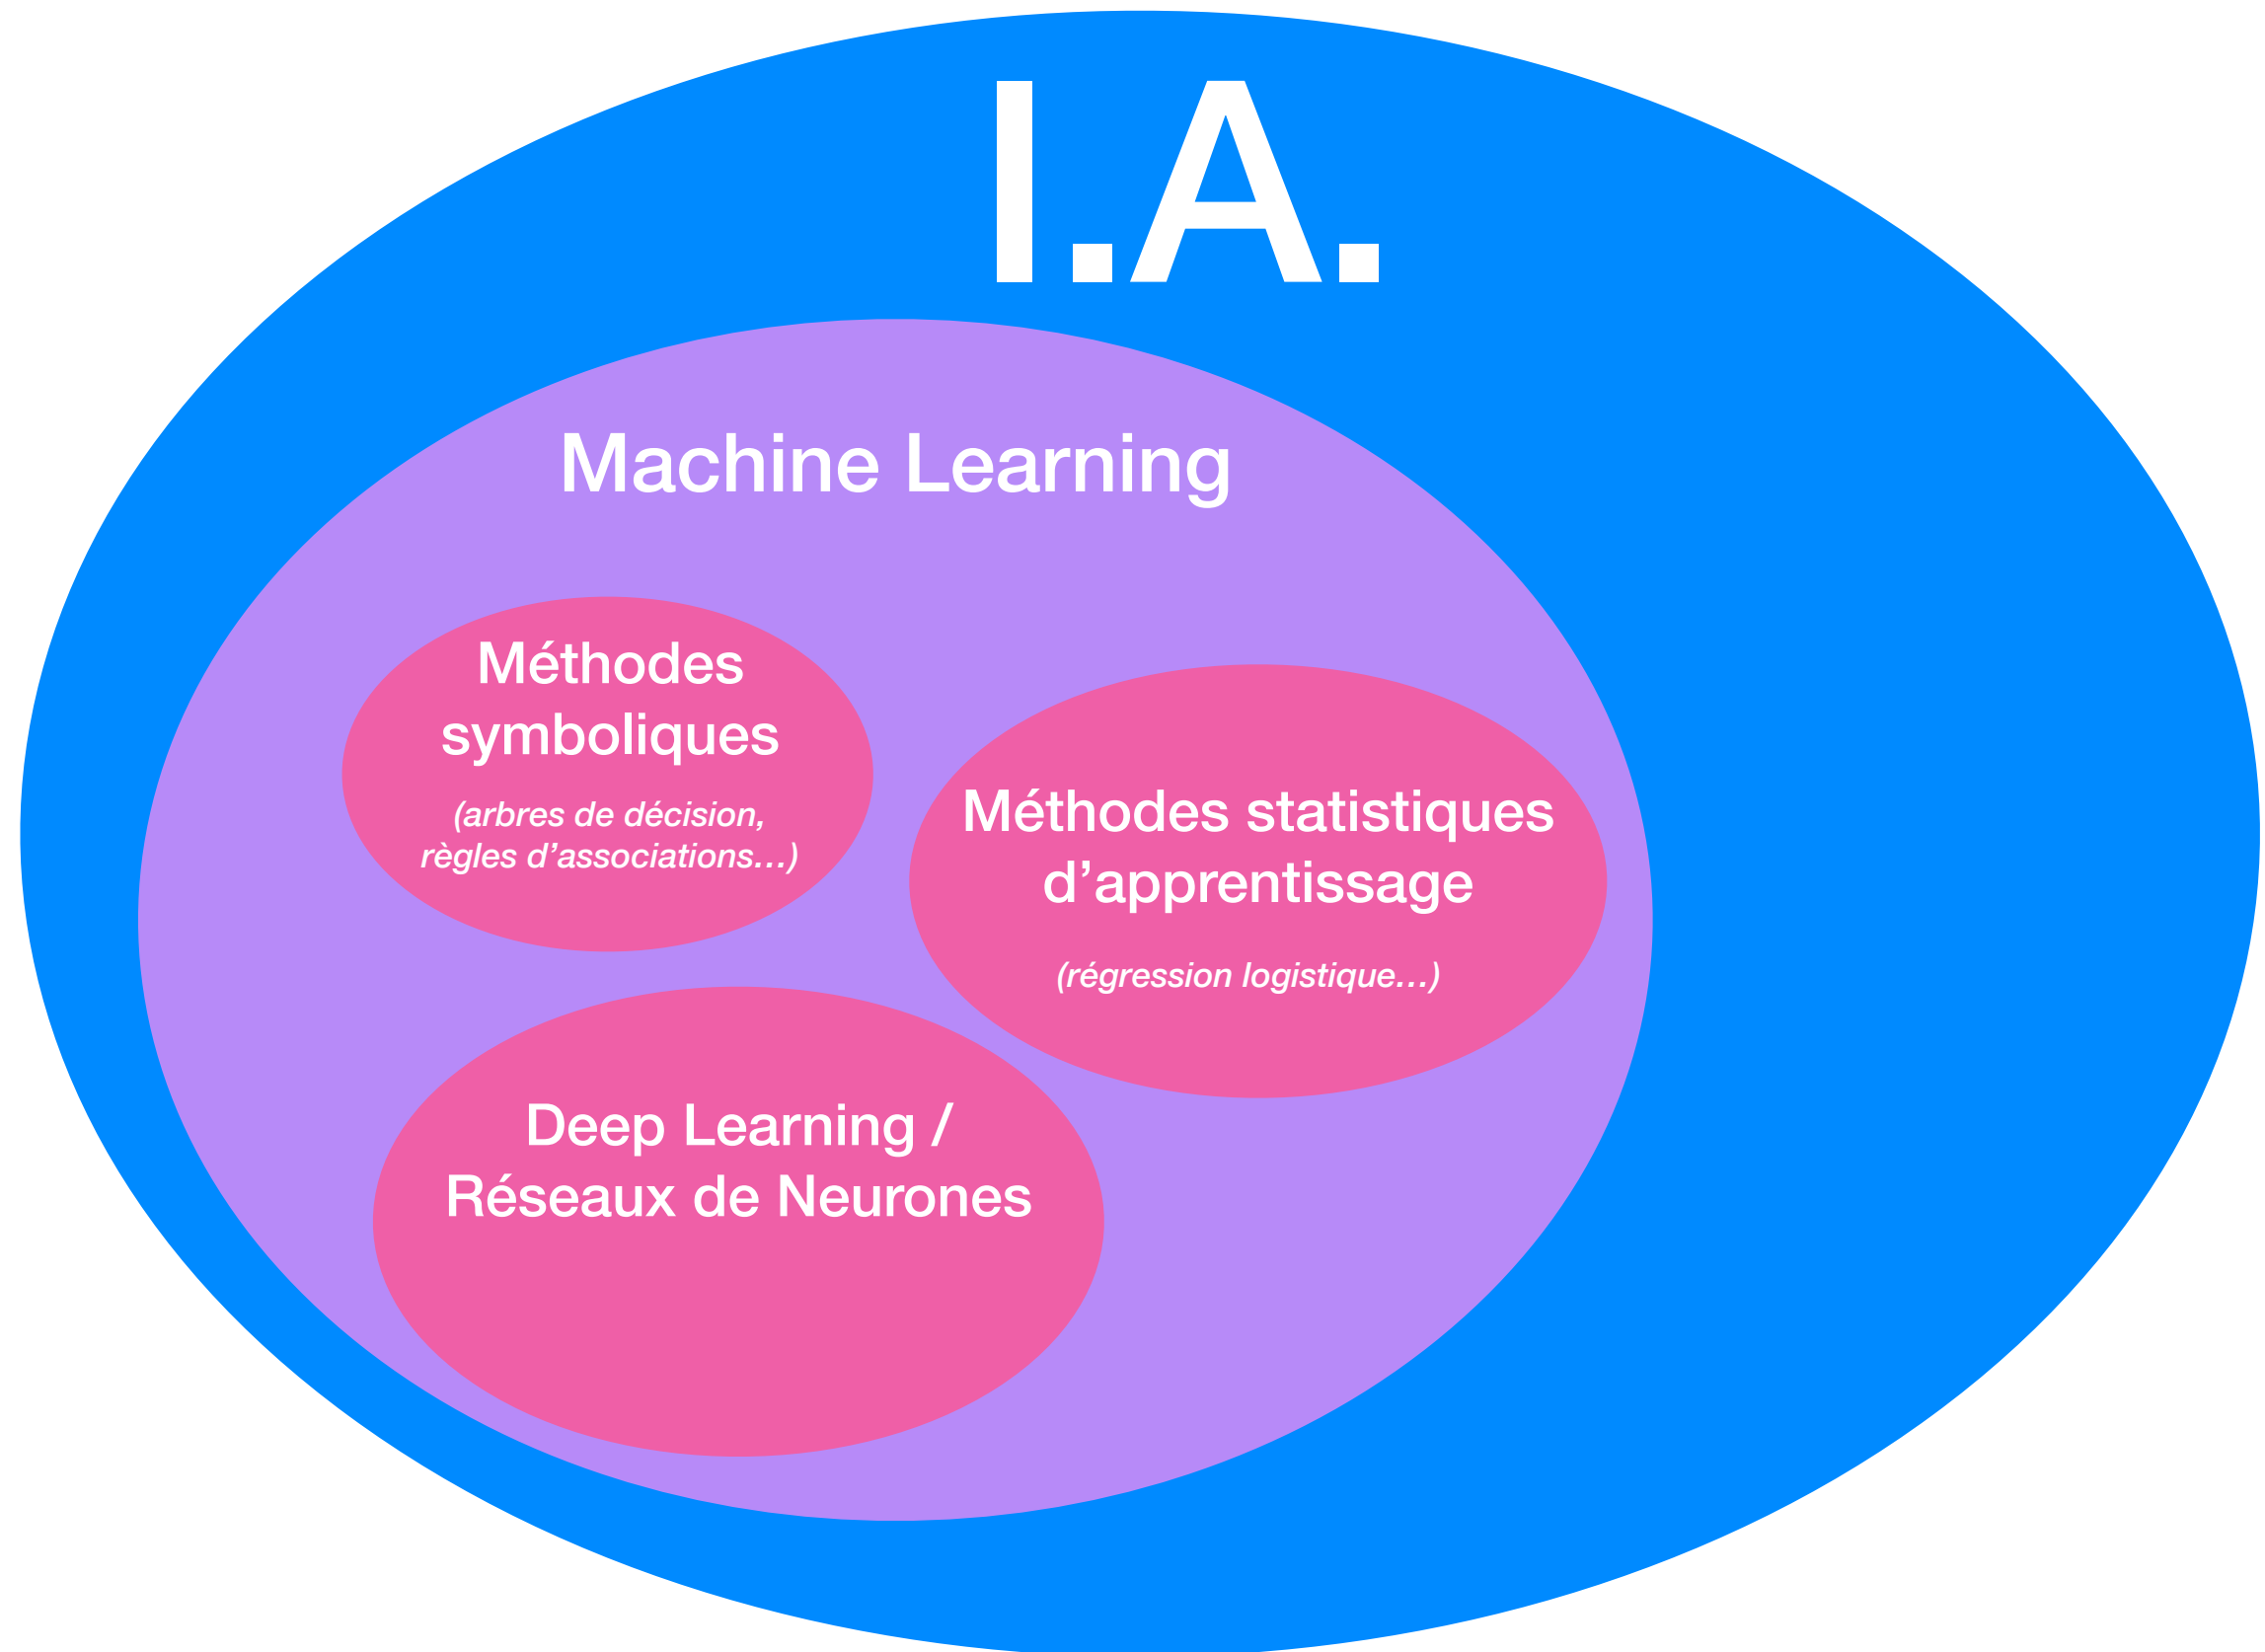 I.A.
Machine Learning
Méthodes
symboliques
(arbres de décision,
règles d’associations…)
Méthodes statistiques
d’apprentissage
(régression logistique…)
Deep Learning /
Réseaux de Neurones